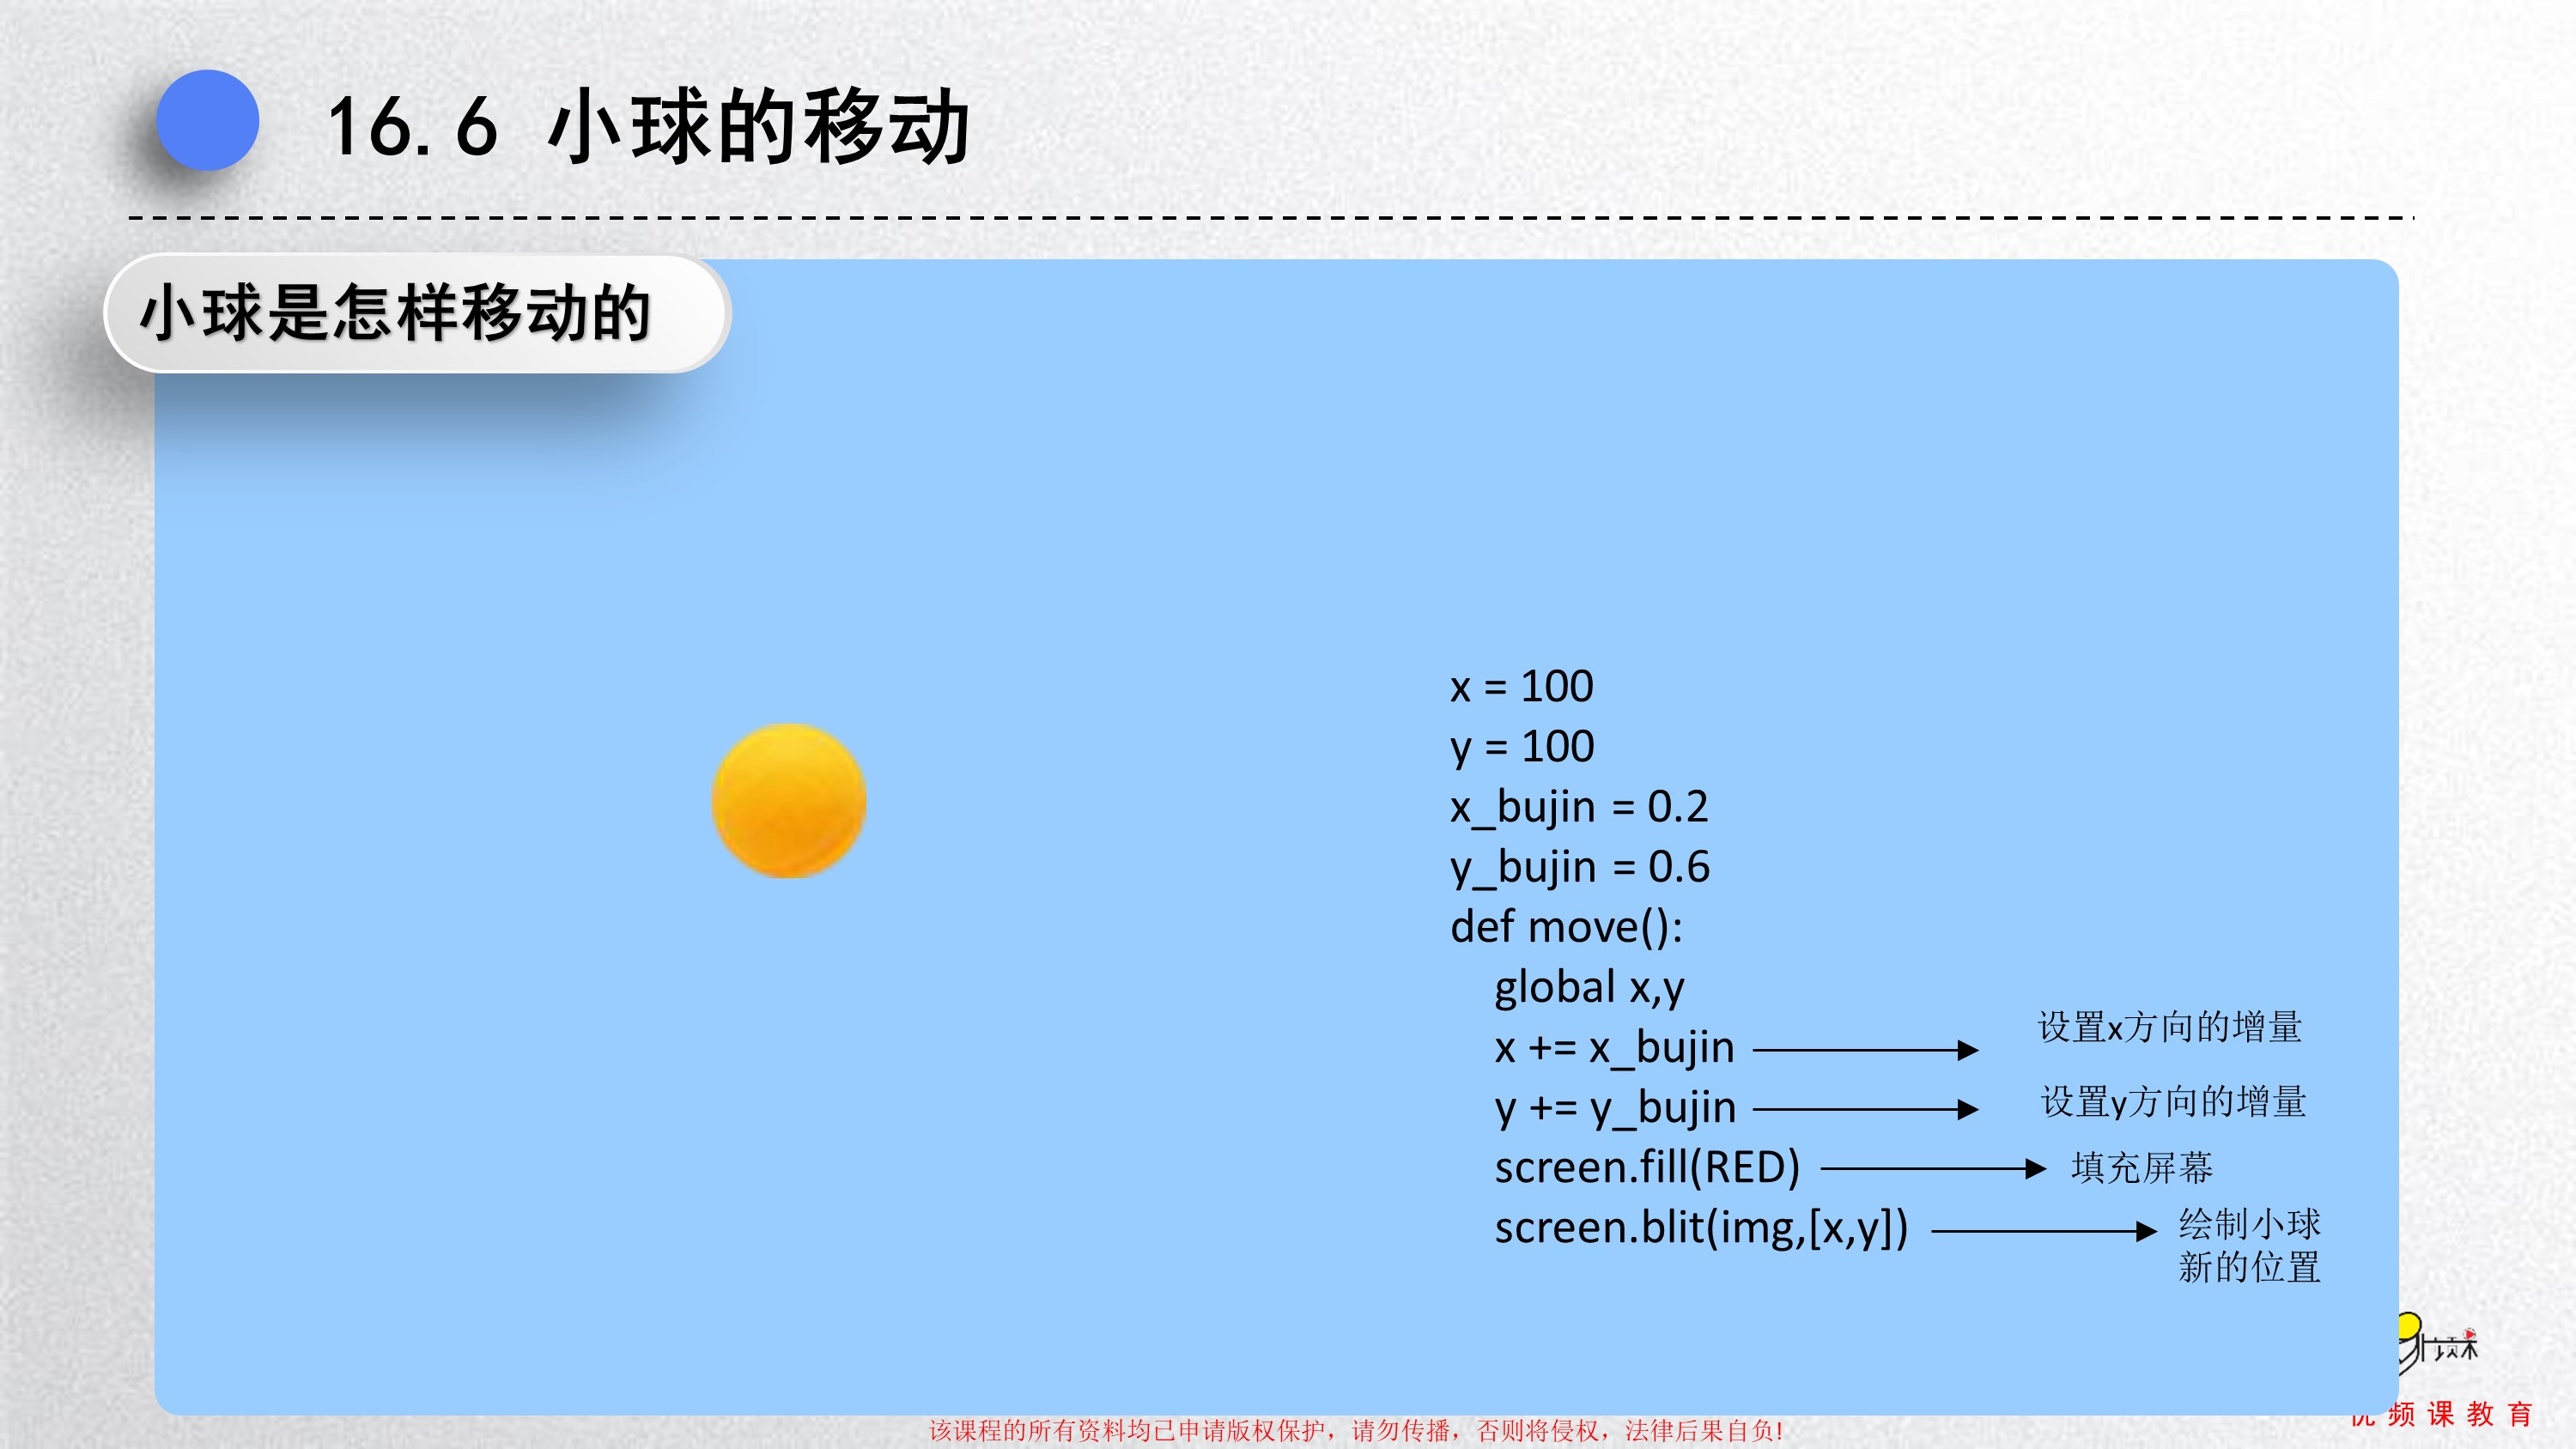 16.6 小球的移动
小球是怎样移动的
x = 100
y = 100
x_bujin = 0.2
y_bujin = 0.6
def move():
global x,y
x += x_bujin
设置x方向的增量
y += y_bujin
设置y方向的增量
screen.fill(RED)
填充屏幕
screen.blit(img,[x,y])
绘制小球
新的位置
频课教育
该课程的所有资料均已申请版权保护，请勿传播，否则将侵权，法律后果自负!